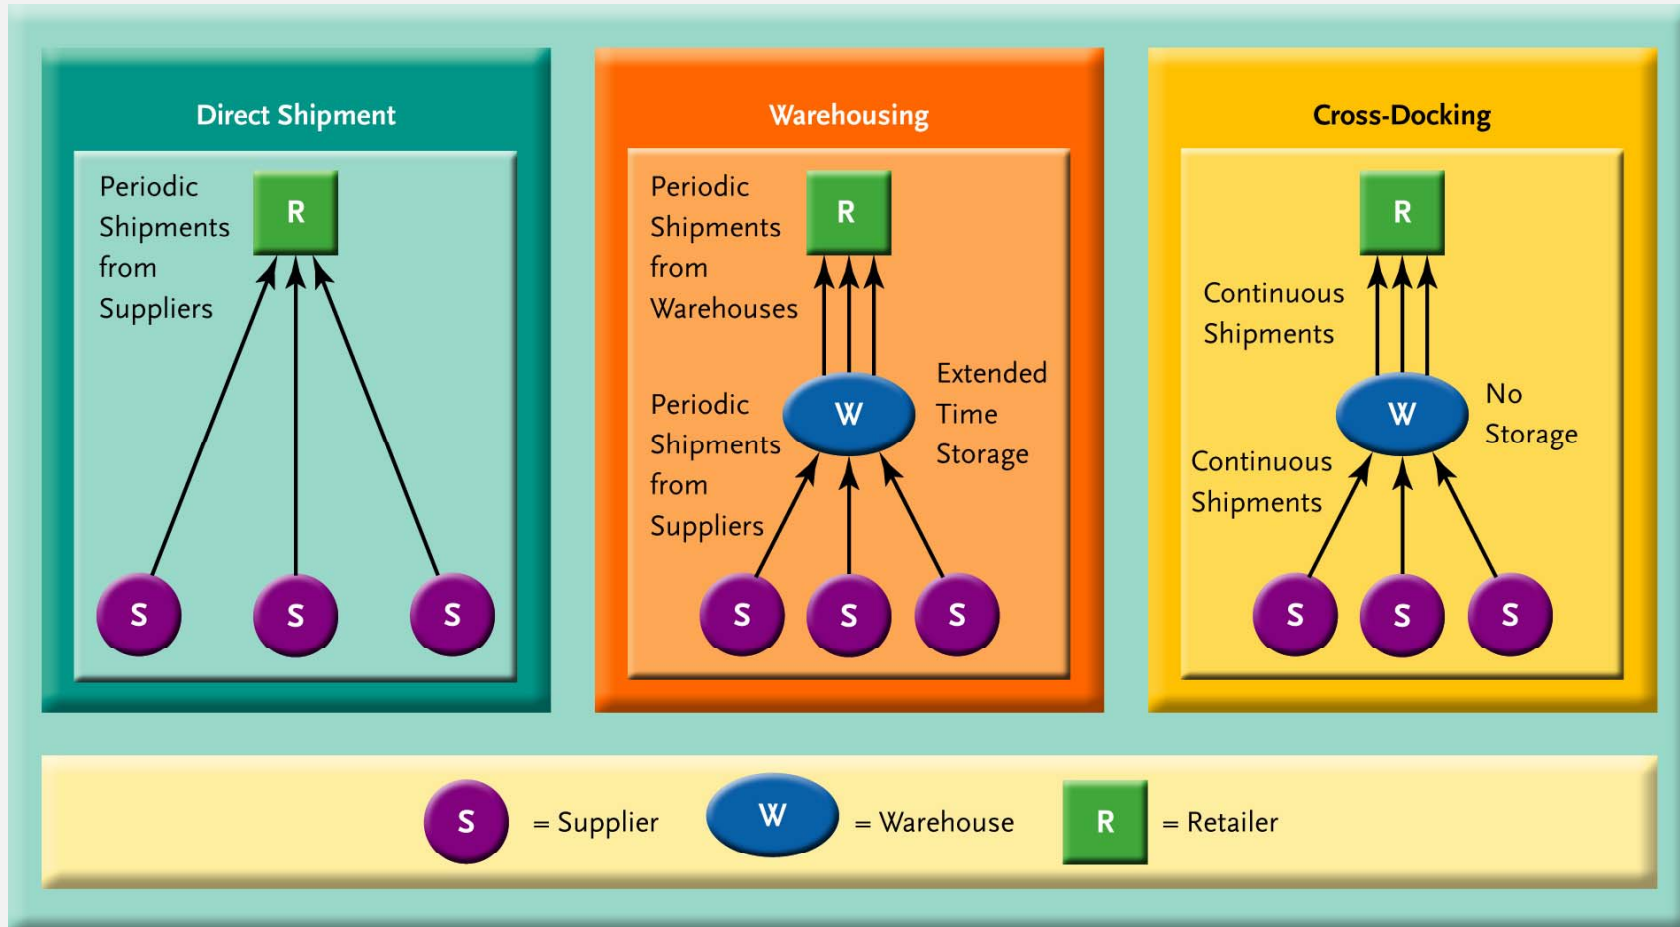 Direct Shipment
Periodic
Shipments
from
Suppliers
R
S
S
S
Warehousing
Periodic
Shipments
from
Warehouses
R
Extended
Time
Storage
W
Periodic
Shipments
from
Suppliers
S
S
S
Cross-Docking
R
Continuous
Shipments
W
No
Storage
Continuous
Shipments
S
S
S
S = Supplier
W = Warehouse
R = Retailer